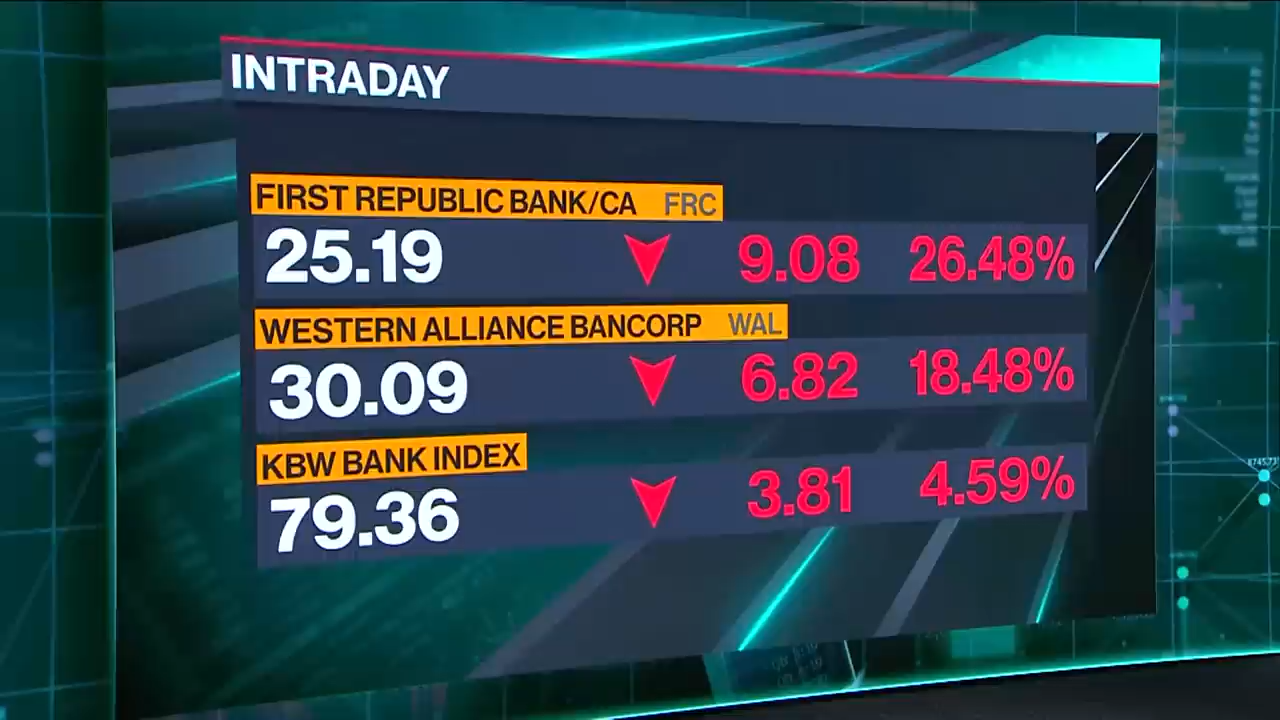 INTRADAY
FIRST REPUBLIC BANK/CA FRC
25.19 9.08 26.48%
WESTERN ALLIANCE BANCORP WAL
30.09 6.82 18.48%
KBW BANK INDEX
79.36 3.81 4.59%